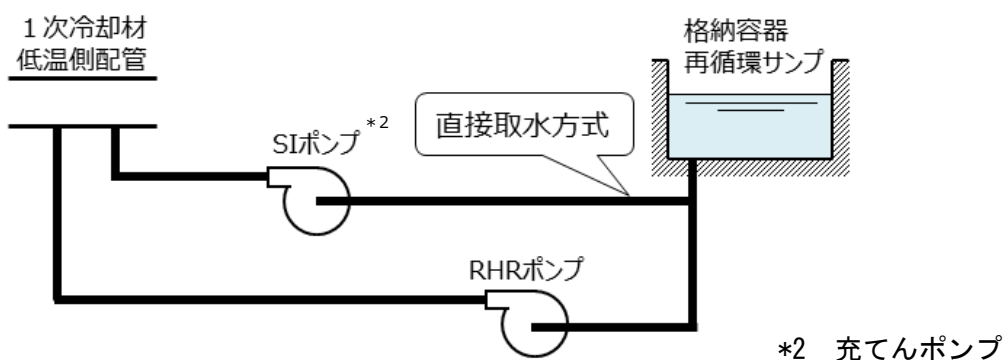 １次冷却材
低温側配管
格納容器
再循環サンプ
直接取水方式
SIポンプ *2
RHRポンプ
*2　充てんポンプ